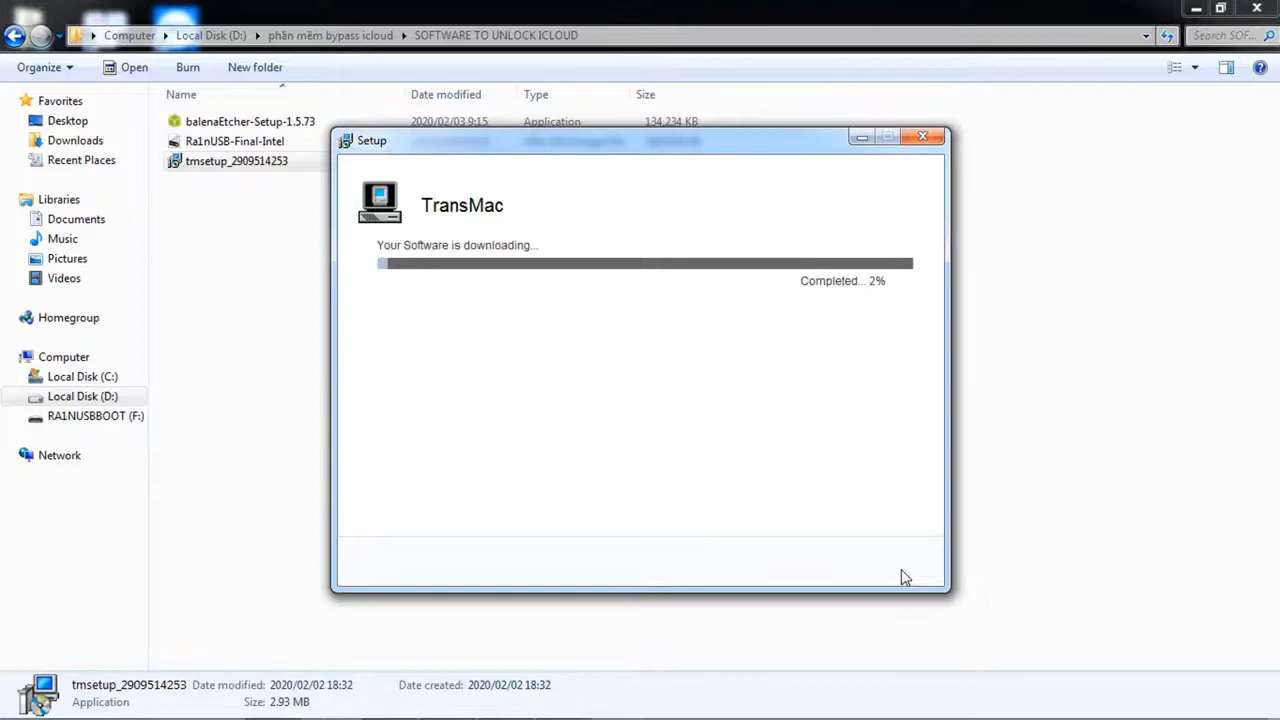 Computer Local Disk (D:) phần mềm bypass icloud SOFTWARE TO UNLOCK ICLOUD Search SOF...
Organize Open Burn New folder
Name Date modified Type Size
Favorites
Desktop
Downloads
Recent Places
Libraries
Documents
Music
Pictures
Videos
Homegroup
Computer
Local Disk (C:)
Local Disk (D:)
RA1NUSBBOOT (F:)
Network
balenaEtcher-Setup-1.5.73 2020/02/03 9:15 Application 134,234 KB
Ra1nUSB-Final-Intel
tmsetup_2909514253
Setup
TransMac
Your Software is downloading...
Completed... 2%
tmsetup_2909514253 Date modified: 2020/02/02 18:32 Date created: 2020/02/02 18:32
Application Size: 2.93 MB